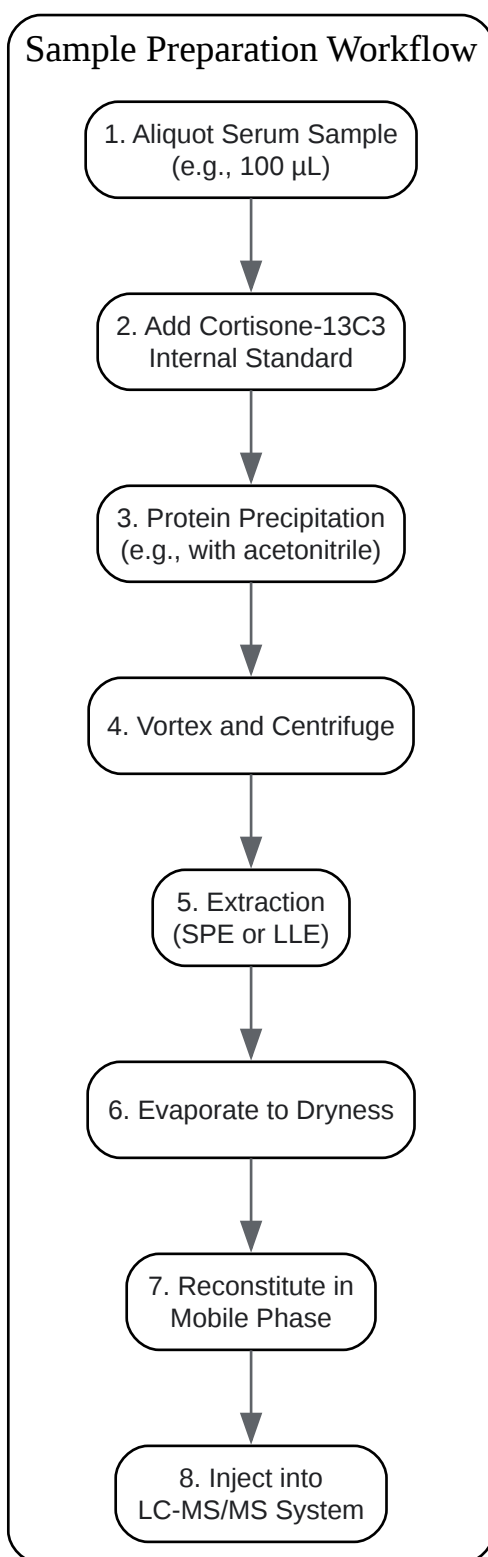 Sample Preparation Workflow
1. Aliquot Serum Sample
(e.g., 100 µL)
2. Add Cortisone-13C3
Internal Standard
3. Protein Precipitation
(e.g., with acetonitrile)
4. Vortex and Centrifuge
5. Extraction
(SPE or LLE)
6. Evaporate to Dryness
7. Reconstitute in
Mobile Phase
8. Inject into
LC-MS/MS System